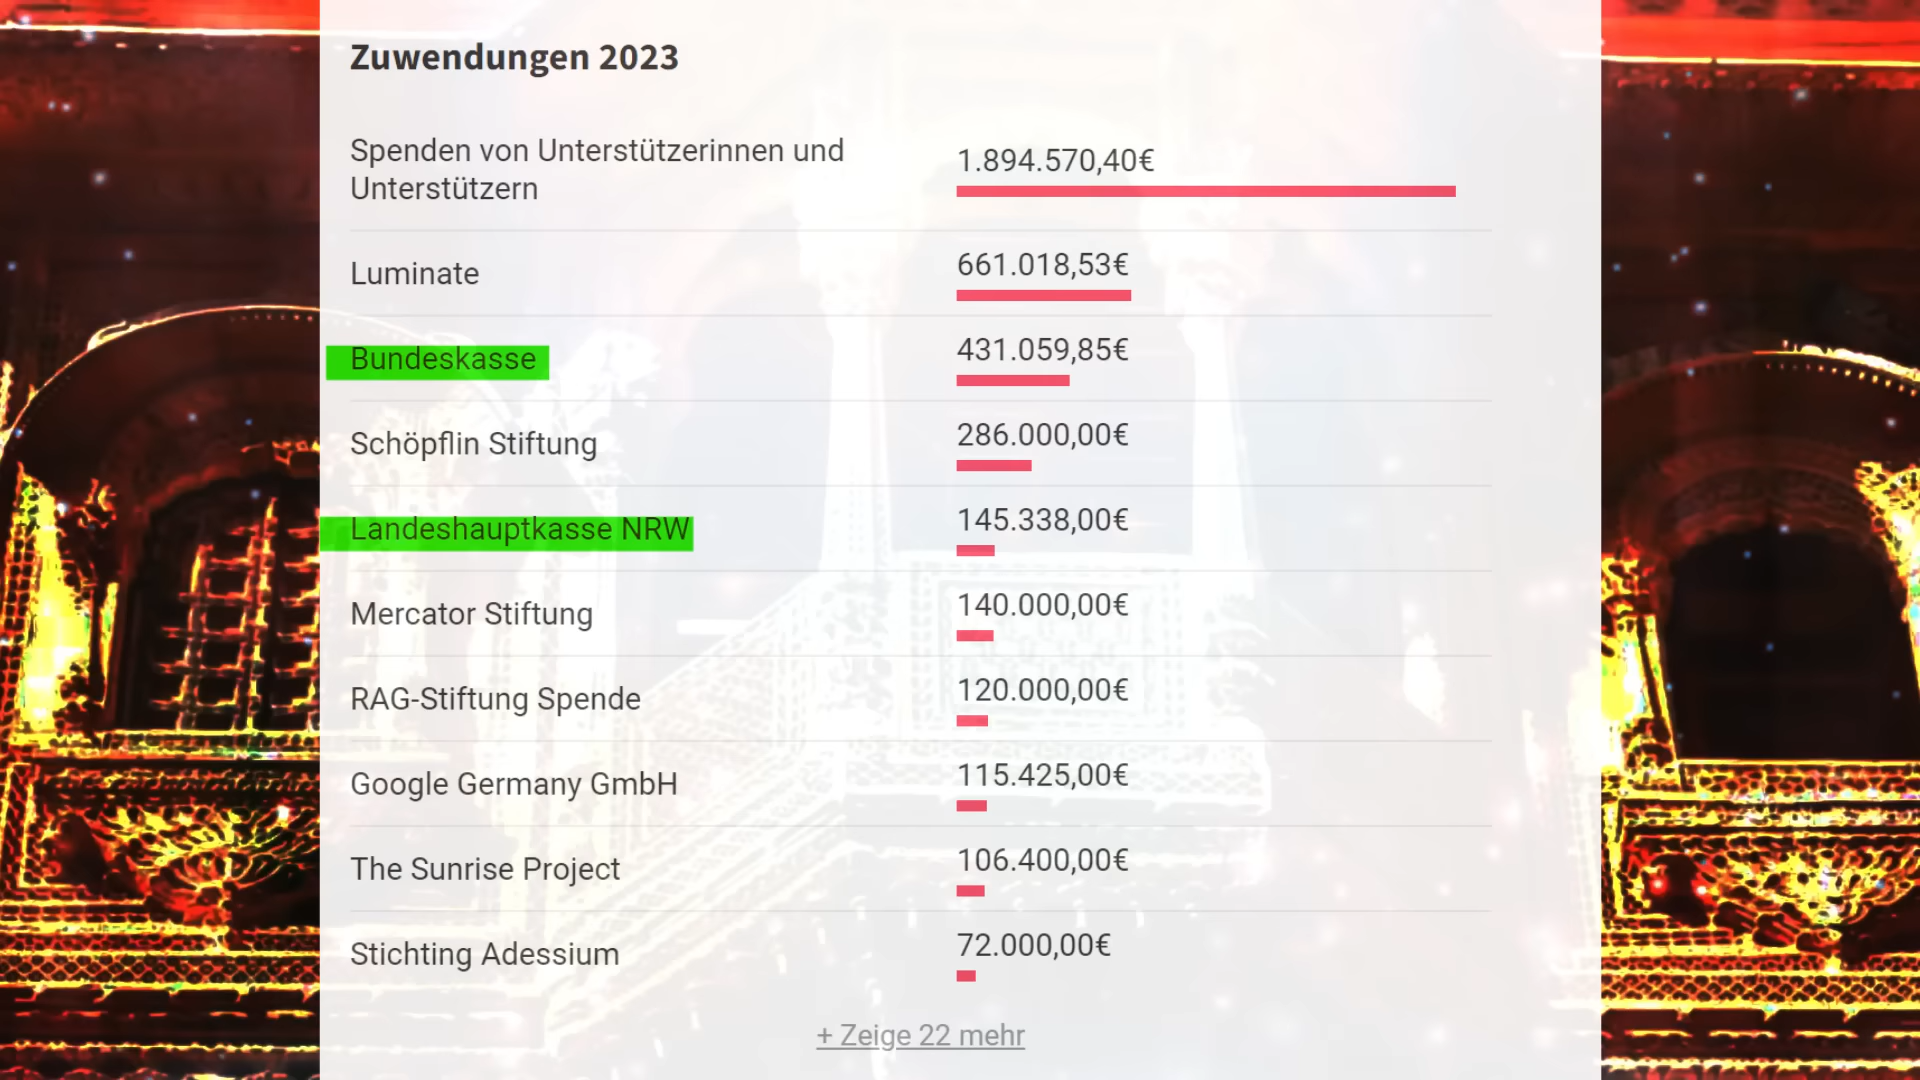 Zuwendungen 2023
Spenden von Unterstützerinnen und
Unterstützern
1.894.570,40€
Luminate
661.018,53€
Bundeskasse
431.059,85€
Schöpflin Stiftung
286.000,00€
Landeshauptkasse NRW
145.338,00€
Mercator Stiftung
140.000,00€
RAG-Stiftung Spende
120.000,00€
Google Germany GmbH
115.425,00€
The Sunrise Project
106.400,00€
Stichting Adessium
72.000,00€
+ Zeige 22 mehr